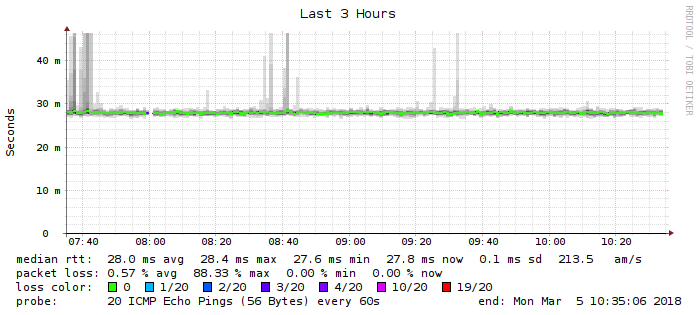 Last 3 Hours
RRDTOOL / TOBI OETIKER
Seconds
40 m
30 m
20 m
10 m
0
07:40 08:00 08:20 08:40 09:00 09:20 09:40 10:00 10:20
median rtt: 28.0 ms avg 28.4 ms max 27.6 ms min 27.8 ms now 0.1 ms sd 213.5 am/s
packet loss: 0.57 % avg 88.33 % max 0.00 % min 0.00 % now
loss color: 0 1/20 2/20 3/20 4/20 10/20 19/20
probe: 20 ICMP Echo Pings (56 Bytes) every 60s end: Mon Mar 5 10:35:06 2018